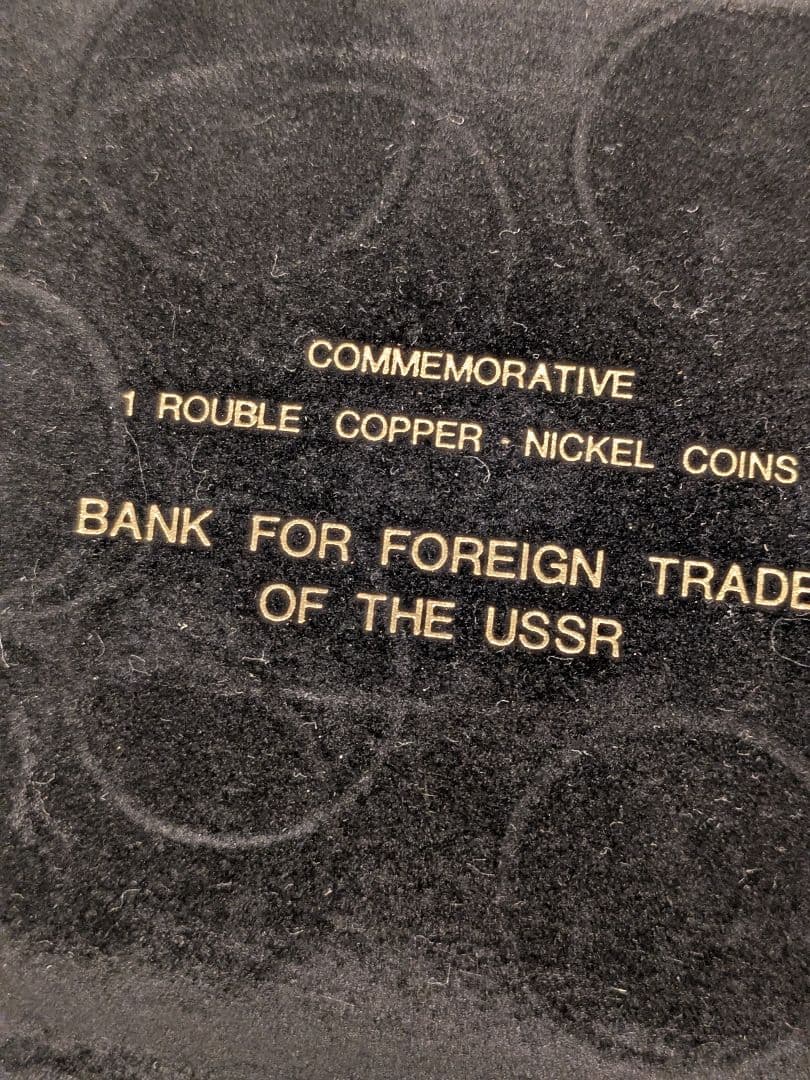 COMMEMORATIVE
1 ROUBLE COPPER - NICKEL COINS
BANK FOR FOREIGN TRADE
OF THE USSR